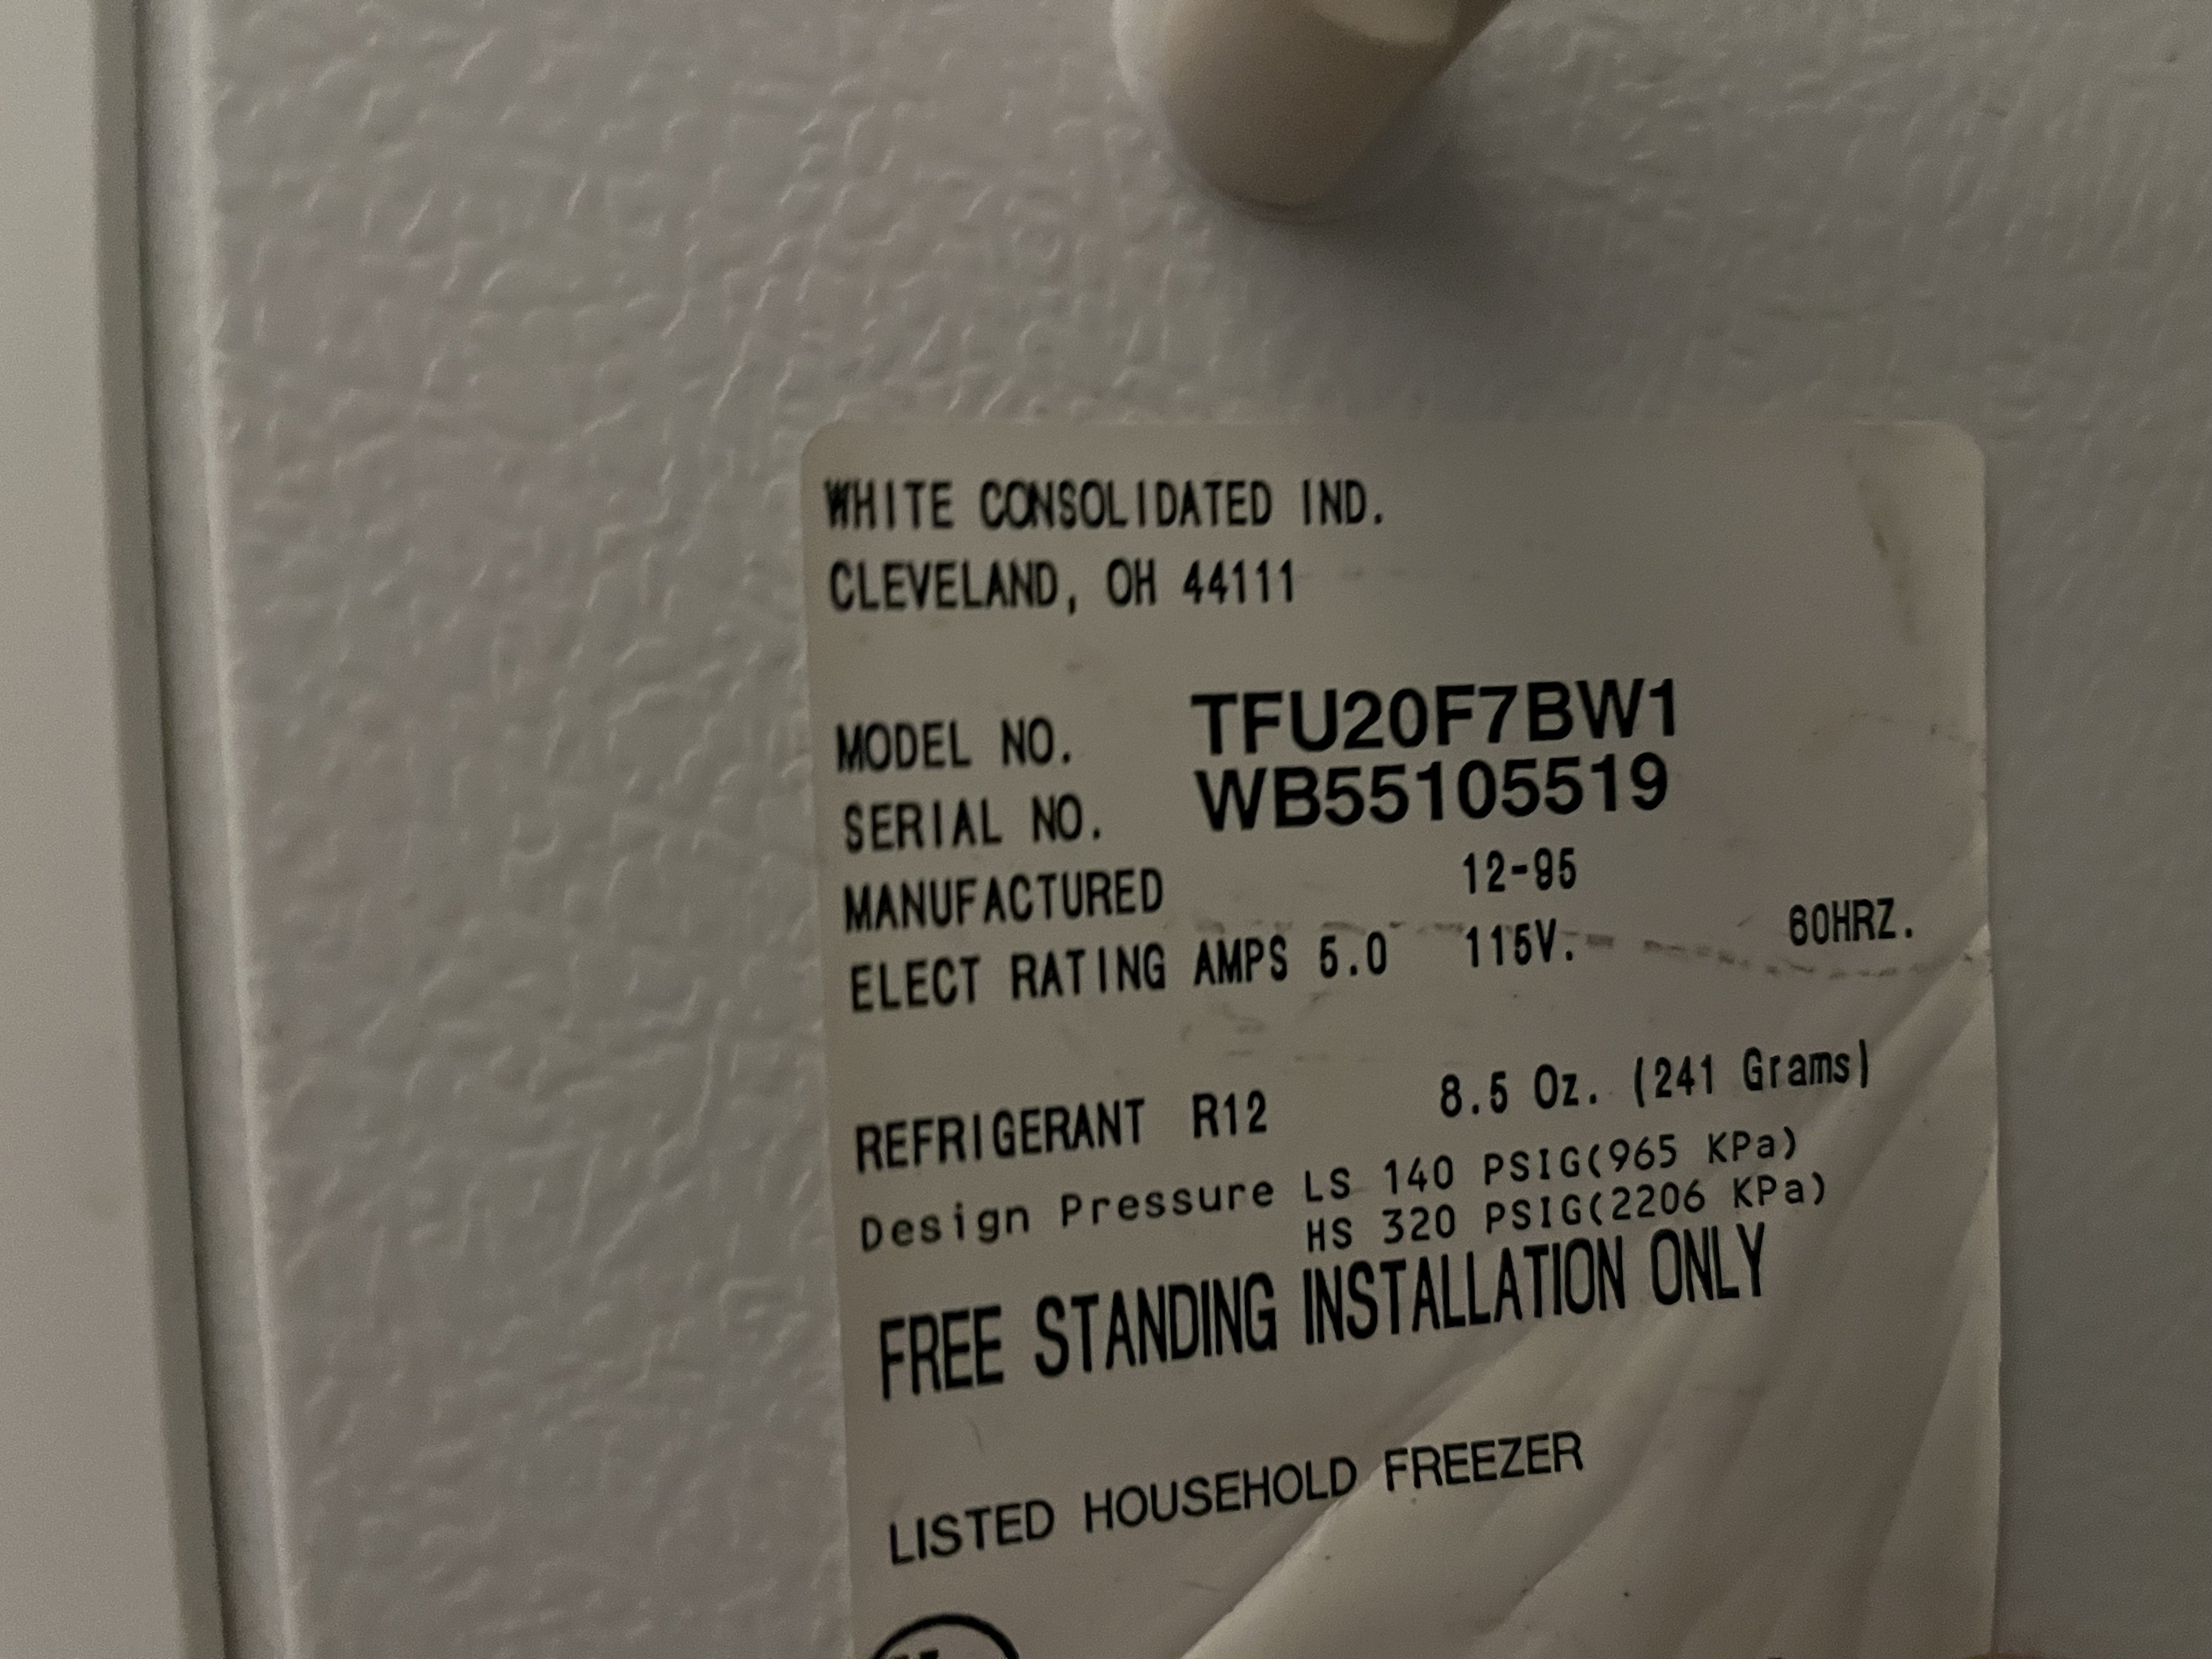 WHITE CONSOLIDATED IND.
CLEVELAND, OH 44111
MODEL NO. TFU20F7BW1
SERIAL NO. WB55105519
MANUFACTURED 12-95
ELECT RATING AMPS 5.0 115V. 60HRZ.
REFRIGERANT R12 8.5 Oz. (241 Grams)
Design Pressure LS 140 PSIG(965 KPa)
HS 320 PSIG(2206 KPa)
FREE STANDING INSTALLATION ONLY
LISTED HOUSEHOLD FREEZER